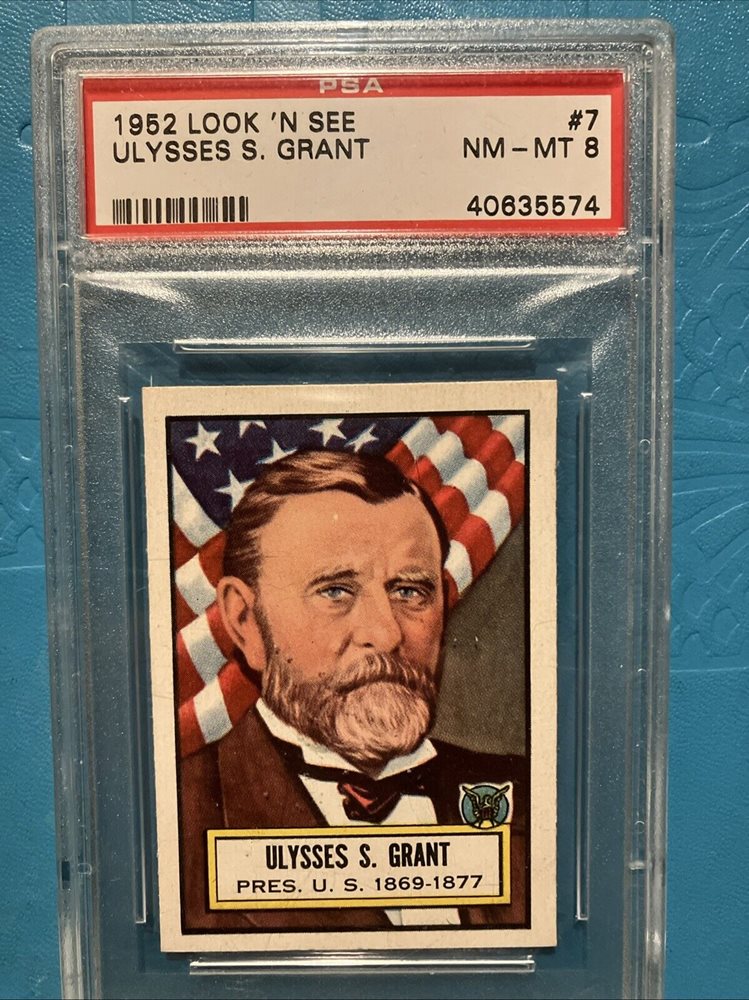 PSA
1952 LOOK 'N SEE #7
ULYSSES S. GRANT NM-MT 8
40635574
ULYSSES S. GRANT
PRES. U. S. 1869-1877